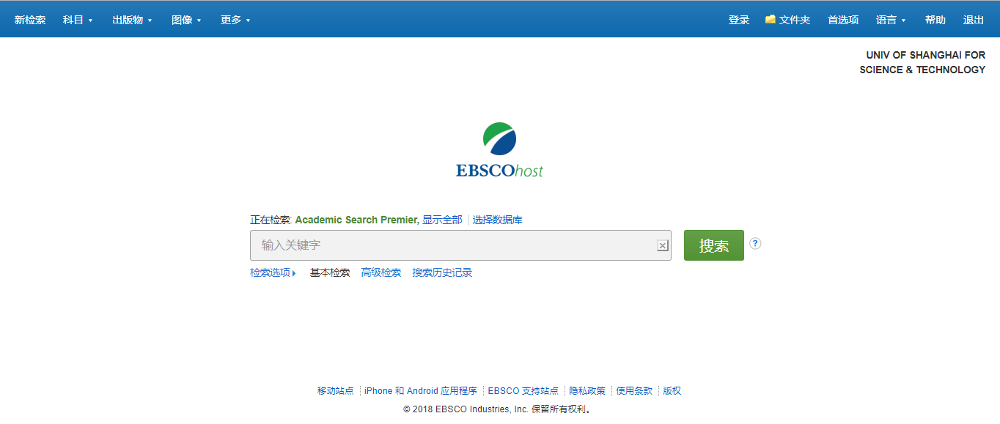 新检索 科目 出版物 图像 更多 登录 文件夹 首选项 语言 帮助 退出
UNIV OF SHANGHAI FOR
SCIENCE & TECHNOLOGY
EBSCOhost
正在检索: Academic Search Premier, 显示全部 选择数据库
输入关键字 搜索 ?
检索选项 基本检索 高级检索 搜索历史记录
移动站点 iPhone 和 Android 应用程序 EBSCO 支持站点 隐私政策 使用条款 版权
© 2018 EBSCO Industries, Inc. 保留所有权利。